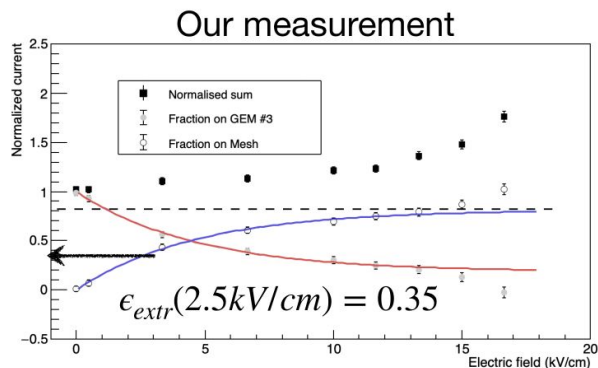 Our measurement
Normalized current
2.5
2
1.5
1
0.5
0
−0.5
Normalised sum
Fraction on GEM #3
Fraction on Mesh
ϵextr(2.5kV/cm) = 0.35
0 5 10 15 20
Electric field (kV/cm)